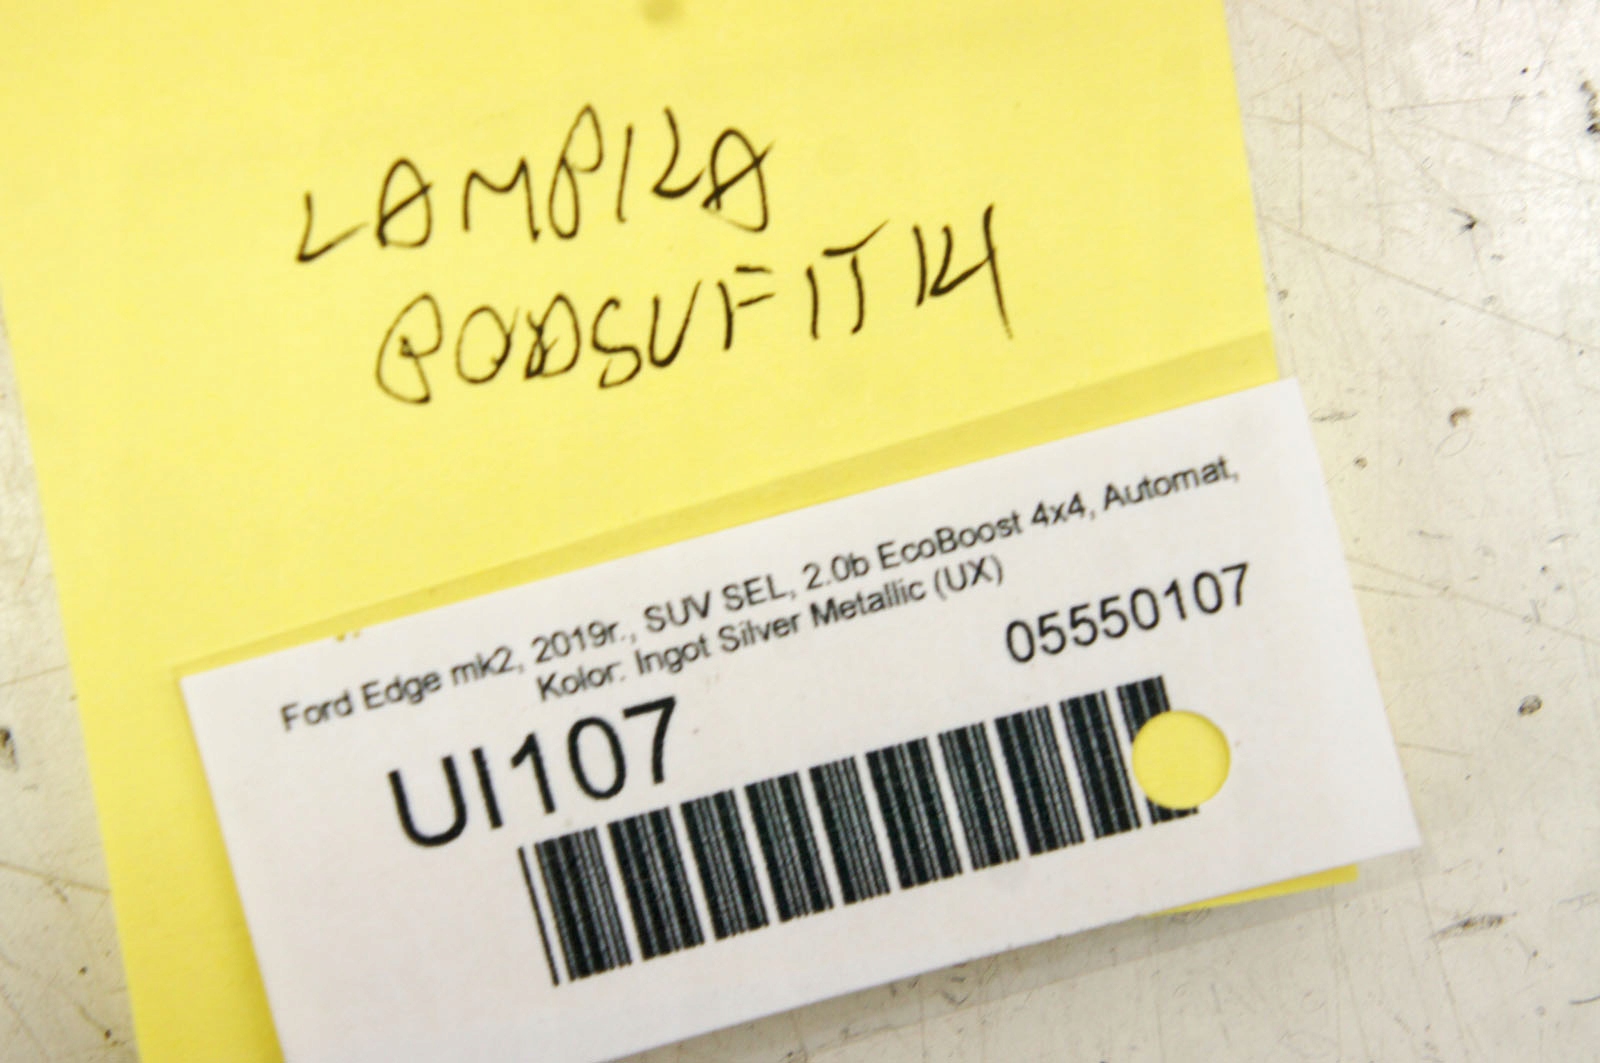 LAMPKA
PODSUFITKI
Ford Edge mk2, 2019r., SUV SEL, 2.0b EcoBoost 4x4, Automat,
Kolor: Ingot Silver Metallic (UX)
05550107
UI107